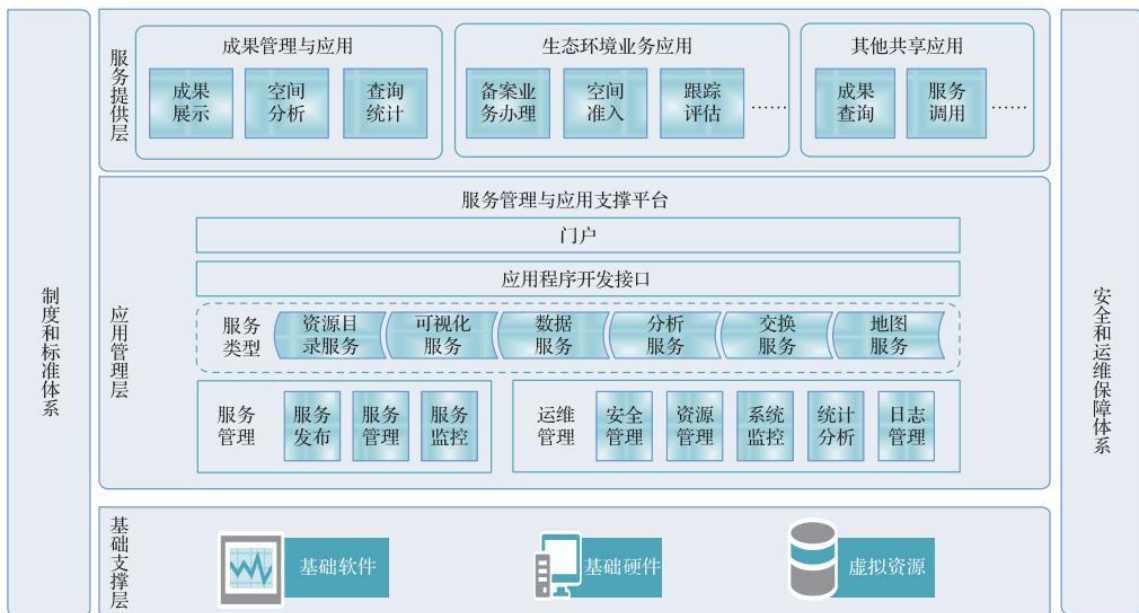 制度和标准体系
服务提供层
成果管理与应用
成果
展示
空间
分析
查询
统计
生态环境业务应用
备案业
务办理
空间
准入
跟踪
评估
……
其他共享应用
成果
查询
服务
调用
……
应用管理层
服务管理与应用支撑平台
门户
应用程序开发接口
服务
类型
资源目
录服务
可视化
服务
数据
服务
分析
服务
交换
服务
地图
服务
服务
管理
服务
发布
服务
管理
服务
监控
运维
管理
安全
管理
资源
管理
系统
监控
统计
分析
日志
管理
基础支撑层
基础软件
基础硬件
虚拟资源
安全和运维保障体系